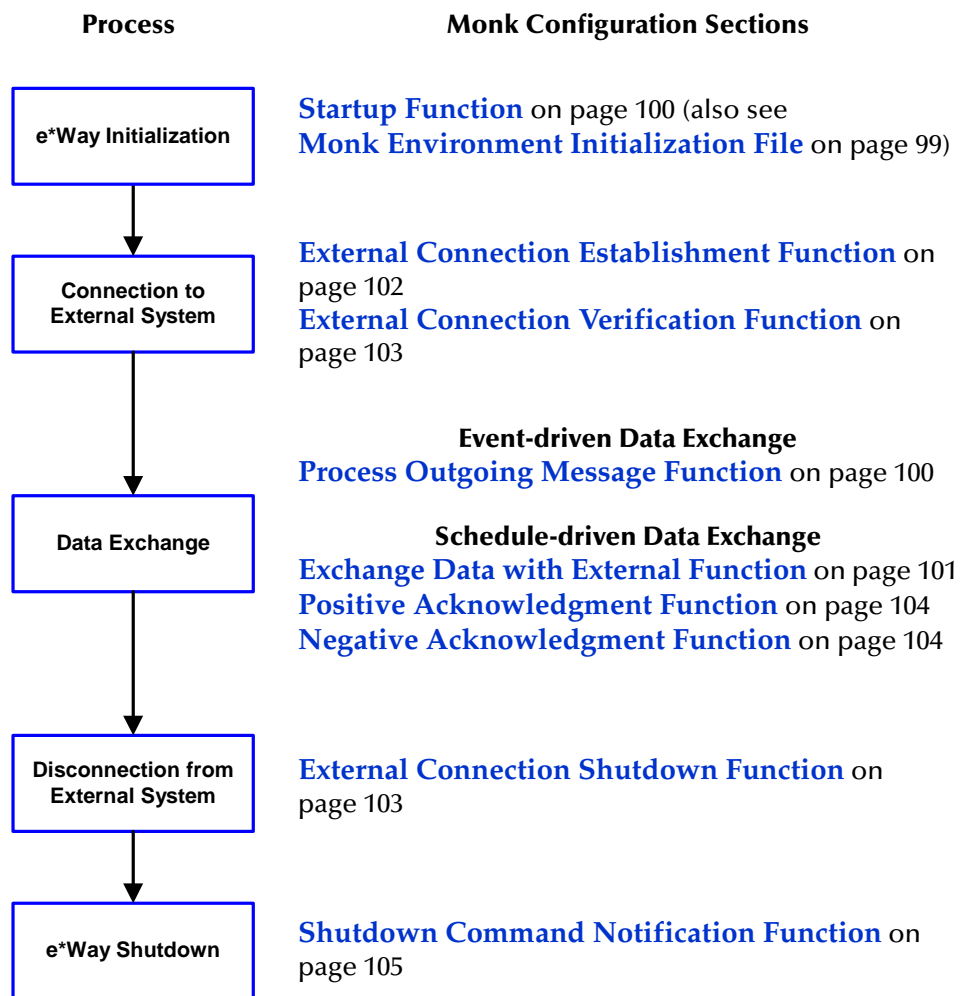 Process
Monk Configuration Sections
e*Way Initialization
Startup Function on page 100 (also see
Monk Environment Initialization File on page 99)
Connection to
External System
External Connection Establishment Function on
page 102
External Connection Verification Function on
page 103
Data Exchange
Event-driven Data Exchange
Process Outgoing Message Function on page 100
Schedule-driven Data Exchange
Exchange Data with External Function on page 101
Positive Acknowledgment Function on page 104
Negative Acknowledgment Function on page 104
Disconnection from
External System
External Connection Shutdown Function on
page 103
e*Way Shutdown
Shutdown Command Notification Function on
page 105